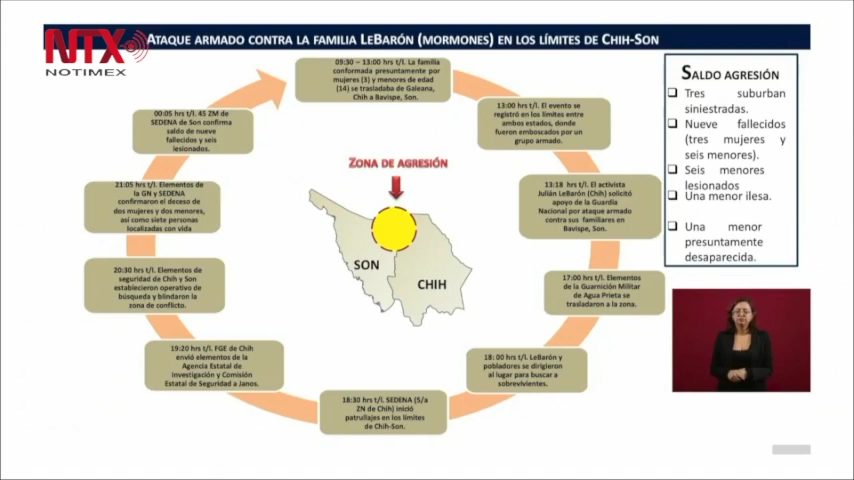 NTX
NOTIMEX
ATAQUE ARMADO CONTRA LA FAMILIA LEBARÓN (MORMONES) EN LOS LÍMITES DE CHIH-SON
09:30 – 13:00 hrs t/l. La familia
conformada presuntamente por
mujeres (3) y menores de edad
(14) se trasladaba de Galeana,
Chih a Bavispe, Son.
13:00 hrs t/l. El evento se
registró en los límites entre
ambos estados, donde
fueron emboscados por un
grupo armado.
13:18 hrs t/l. El activista
Julián LeBarón (Chih) solicitó
apoyo de la Guardia
Nacional por ataque armado
contra sus familiares en
Bavispe, Son.
17:00 hrs t/l. Elementos
de la Guarnición Militar
de Agua Prieta se
trasladaron a la zona.
18: 00 hrs t/l. LeBarón y
pobladores se dirigieron
al lugar para buscar a
sobrevivientes.
18:30 hrs t/l. SEDENA (5/a
ZN de Chih) inició
patrullajes en los límites
de Chih-Son.
19:20 hrs t/l. FGE de Chih
envió elementos de la
Agencia Estatal de
Investigación y Comisión
Estatal de Seguridad a Janos.
20:30 hrs t/l. Elementos de
seguridad de Chih y Son
establecieron operativo de
búsqueda y blindaron la
zona de conflicto.
21:05 hrs t/l. Elementos de
la GN y SEDENA
confirmaron el deceso de
dos mujeres y dos menores,
así como siete personas
localizadas con vida
00:05 hrs t/l. 45 ZM de
SEDENA de Son confirma
saldo de nueve
fallecidos y seis
lesionados.
ZONA DE AGRESIÓN
SON
CHIH
SALDO AGRESIÓN
Tres suburban
siniestradas.
Nueve fallecidos
(tres mujeres y
seis menores).
Seis menores
lesionados
Una menor ilesa.
Una menor
presuntamente
desaparecida.